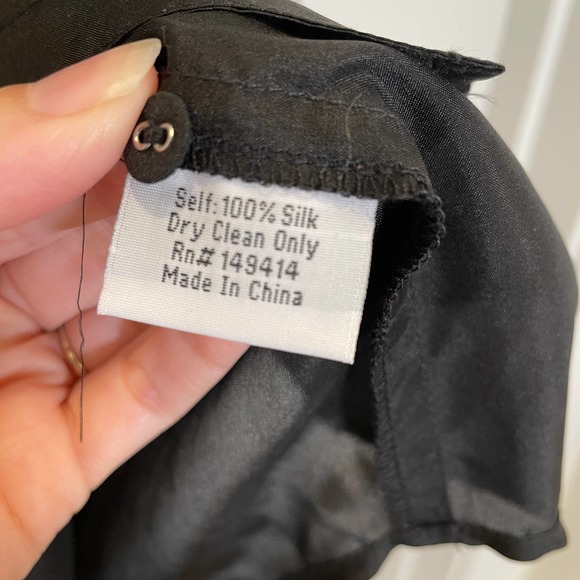 Self: 100% Silk
Dry Clean Only
Rn# 149414
Made In China